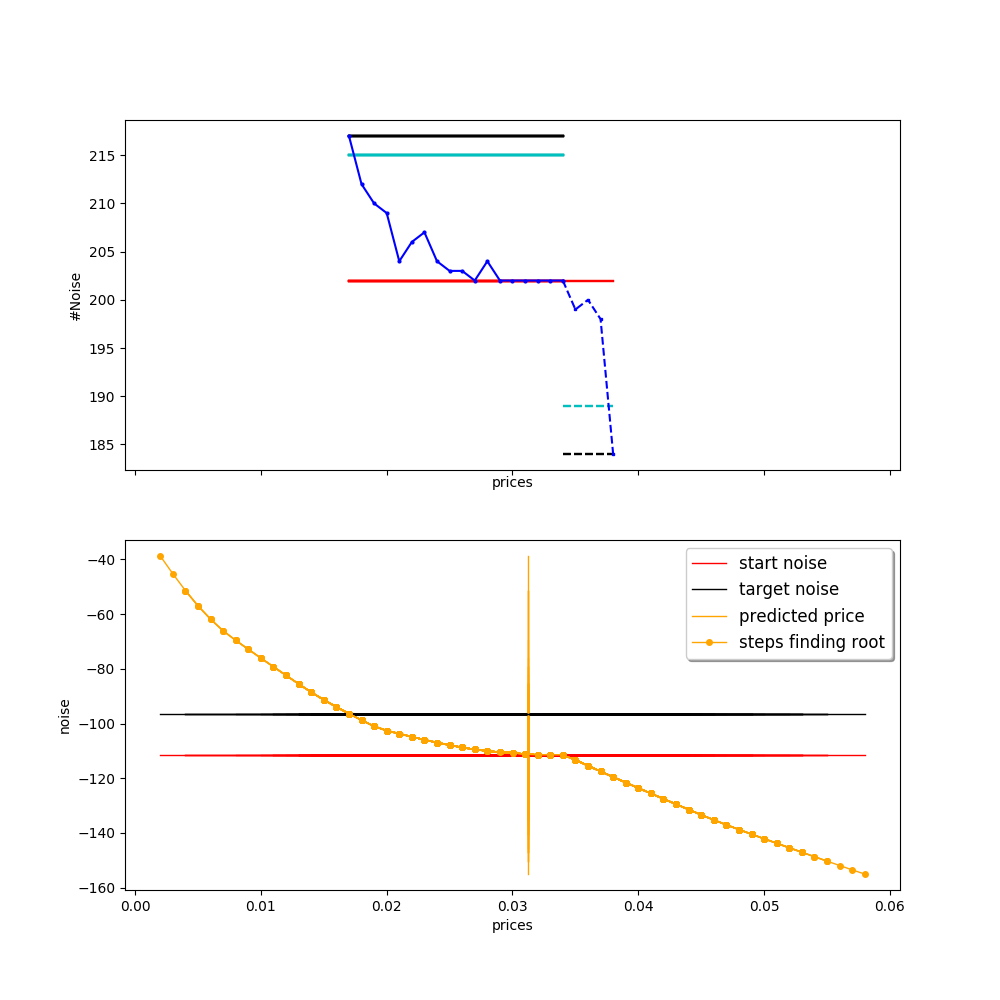 215
210
205
200
195
190
185
#Noise
prices
−40
−60
−80
−100
−120
−140
−160
noise
start noise
target noise
predicted price
steps finding root
0.00 0.01 0.02 0.03 0.04 0.05 0.06
prices